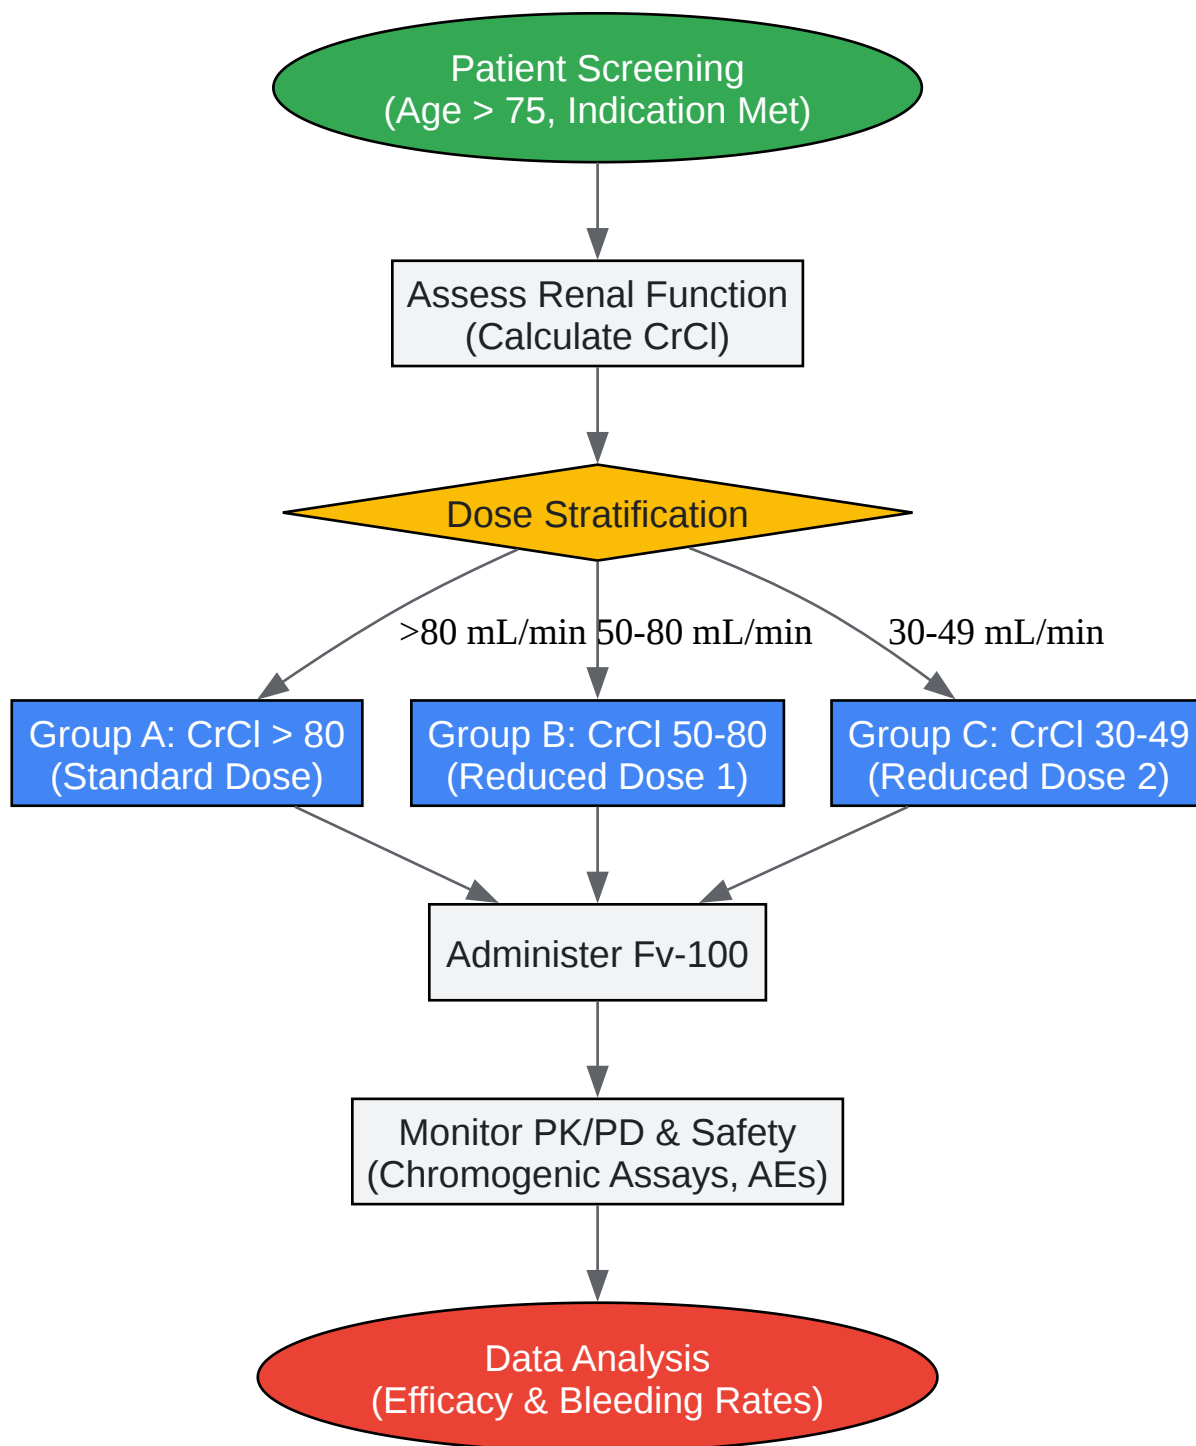 Patient Screening
(Age > 75, Indication Met)
Assess Renal Function
(Calculate CrCl)
Dose Stratification
>80 mL/min
50-80 mL/min
30-49 mL/min
Group A: CrCl > 80
(Standard Dose)
Group B: CrCl 50-80
(Reduced Dose 1)
Group C: CrCl 30-49
(Reduced Dose 2)
Administer Fv-100
Monitor PK/PD & Safety
(Chromogenic Assays, AEs)
Data Analysis
(Efficacy & Bleeding Rates)